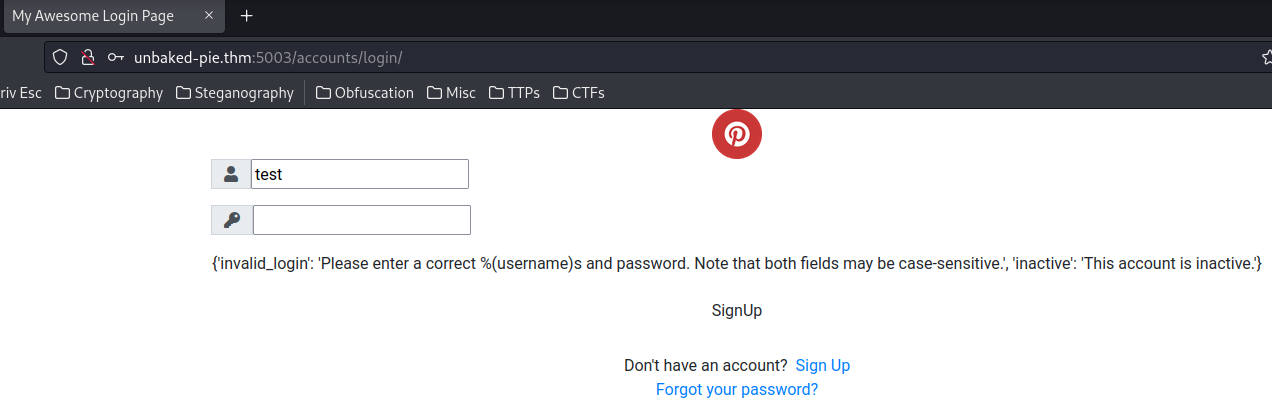 My Awesome Login Page
unbaked-pie.thm:5003/accounts/login/
riv Esc Cryptography Steganography Obfuscation Misc TTPs CTFs
test
{'invalid_login': 'Please enter a correct %(username)s and password. Note that both fields may be case-sensitive.', 'inactive': 'This account is inactive.'}
SignUp
Don't have an account? Sign Up
Forgot your password?